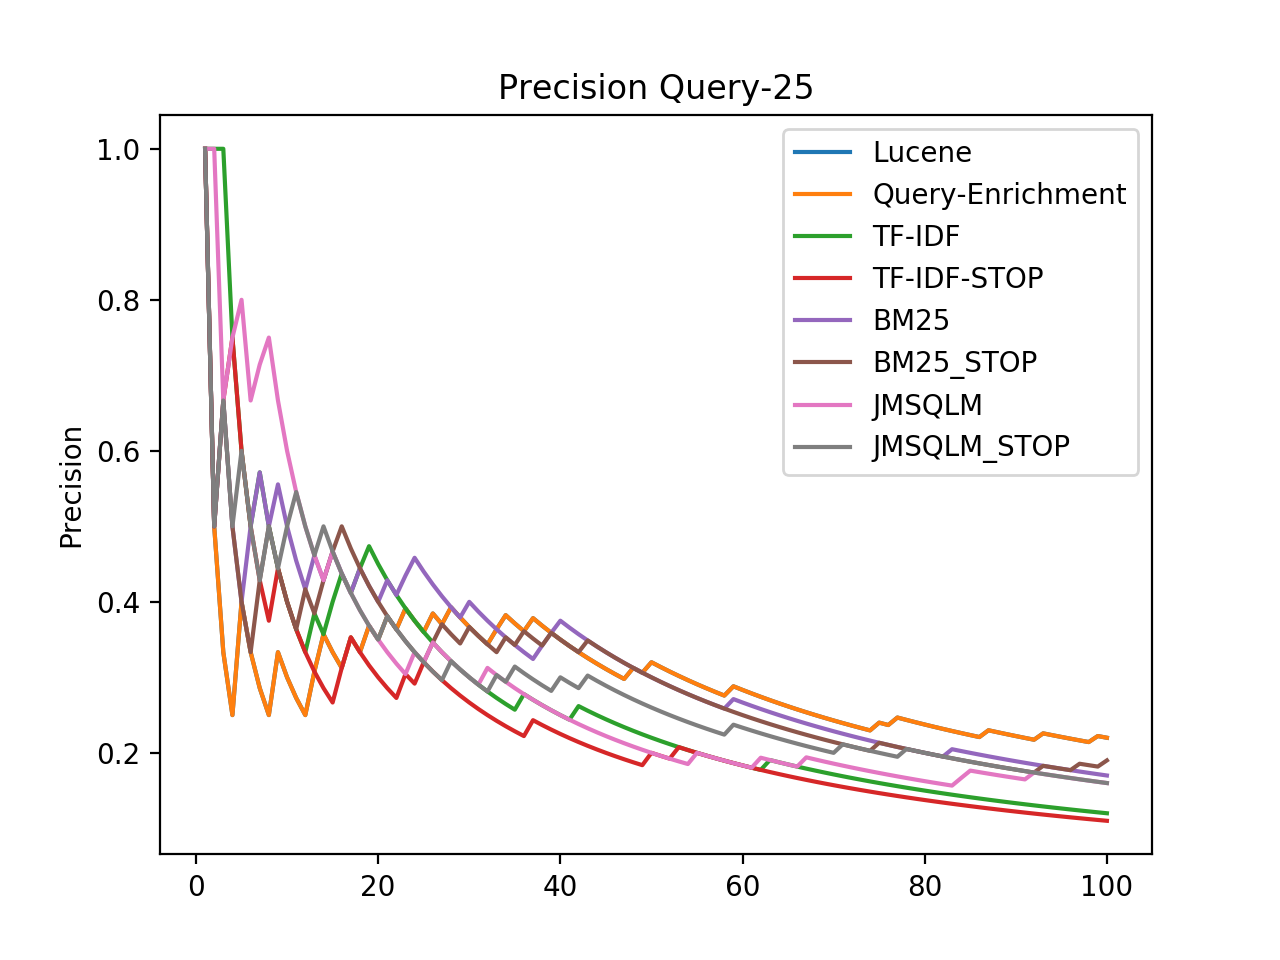 Precision Query-25
Precision
1.0
0.8
0.6
0.4
0.2
0
20
40
60
80
100
Lucene
Query-Enrichment
TF-IDF
TF-IDF-STOP
BM25
BM25_STOP
JMSQLM
JMSQLM_STOP